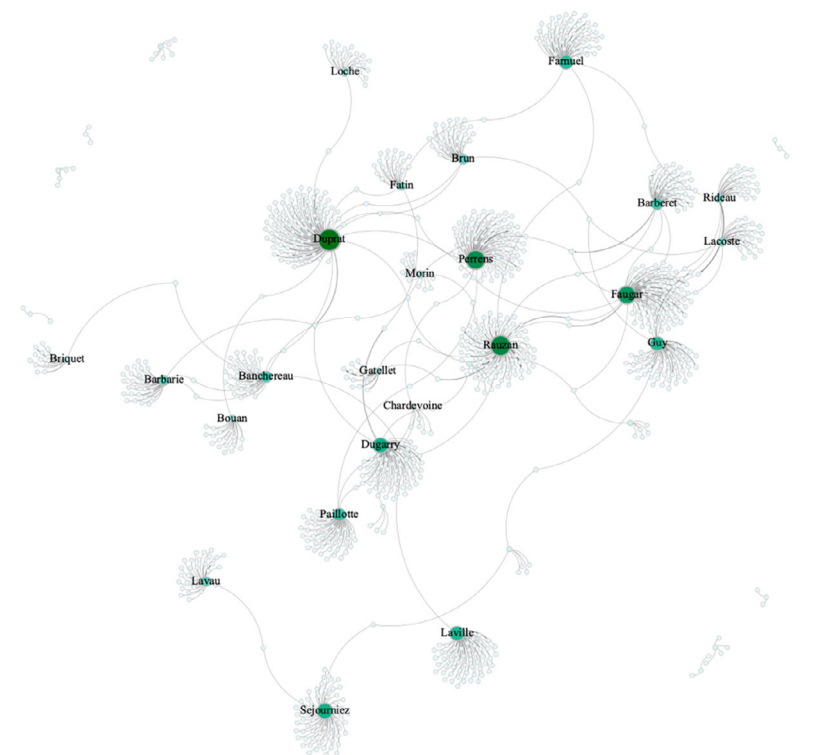 Famuel
Loche
Brun
Fatin
Rideau
Barberet
Duprat
Lacoste
Perrens
Morin
Faugar
Guy
Rauzan
Briquet
Gatellet
Banchereau
Barbarie
Chardevoine
Bouan
Dugarry
Paillotte
Lavau
Laville
Sejourniez